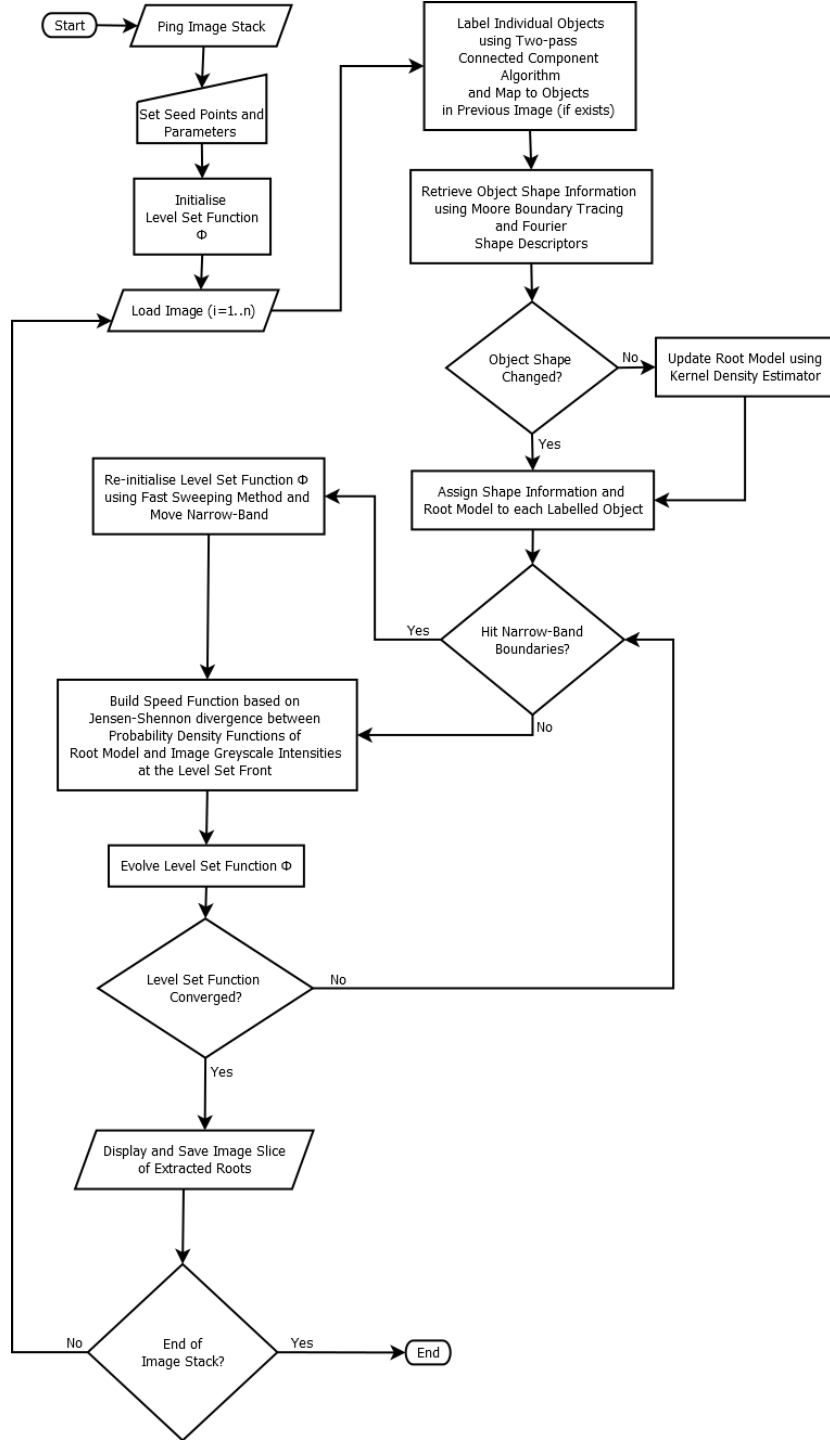 Start
Ping Image Stack
Set Seed Points and
Parameters
Initialise
Level Set Function
Φ
Load Image (i=1..n)
Label Individual Objects
using Two-pass
Connected Component
Algorithm
and Map to Objects
in Previous Image (if exists)
Retrieve Object Shape Information
using Moore Boundary Tracing
and Fourier
Shape Descriptors
Object Shape
Changed?
No
Update Root Model using
Kernel Density Estimator
Yes
Assign Shape Information and
Root Model to each Labelled Object
Hit Narrow-Band
Boundaries?
Yes
No
Re-initialise Level Set Function Φ
using Fast Sweeping Method and
Move Narrow-Band
Build Speed Function based on
Jensen-Shennon divergence between
Probability Density Functions of
Root Model and Image Greyscale Intensities
at the Level Set Front
Evolve Level Set Function Φ
Level Set Function
Converged?
No
Yes
Display and Save Image Slice
of Extracted Roots
End of
Image Stack?
No
Yes
End